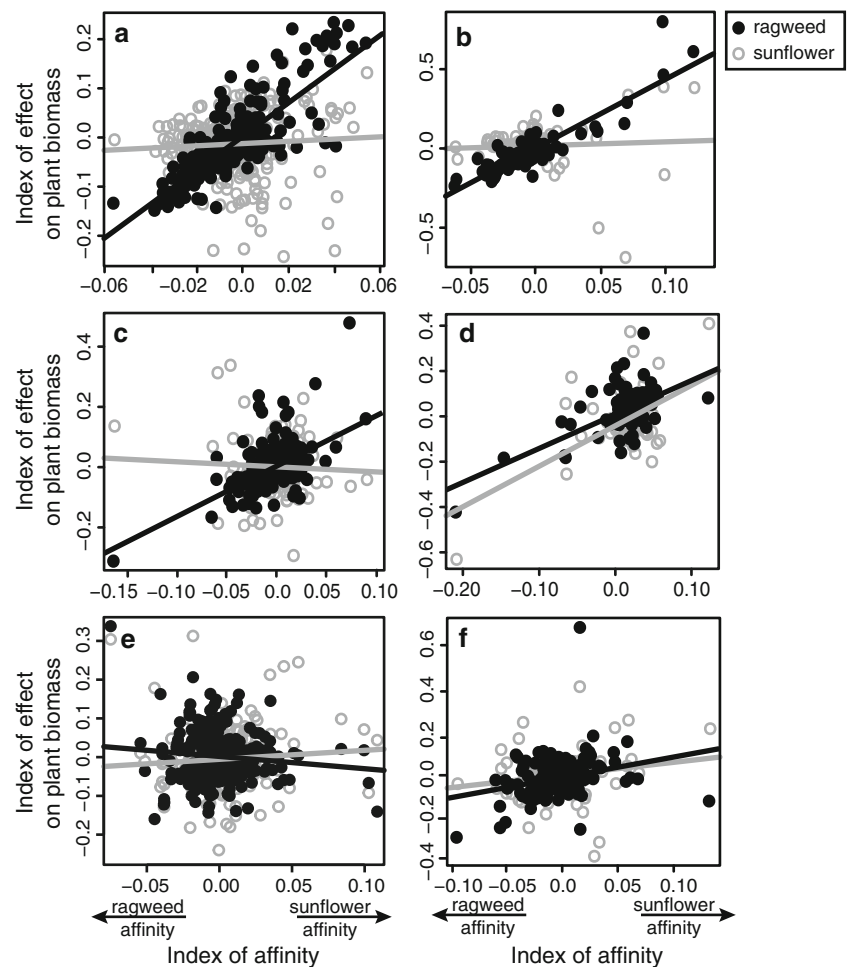 a
b
ragweed
sunflower
Index of effect
on plant biomass
0.2
0.1
0.0
−0.1
−0.2
−0.06
−0.02
0.0
0.02
0.06
0.5
0.0
−0.5
−0.05
0.0
0.05
0.10
c
d
Index of effect
on plant biomass
0.4
0.2
0.0
−0.2
−0.15
−0.10
−0.05
0.0
0.05
0.10
0.4
0.2
0.0
−0.2
−0.4
−0.6
−0.20
−0.10
0.0
0.10
e
f
Index of effect
on plant biomass
0.3
0.2
0.1
0.0
−0.1
−0.2
−0.05
0.00
0.05
0.10
0.6
0.4
0.2
0.0
−0.2
−0.4
−0.10
−0.05
0.0
0.05
0.10
ragweed
affinity
sunflower
affinity
ragweed
affinity
sunflower
affinity
Index of affinity
Index of affinity